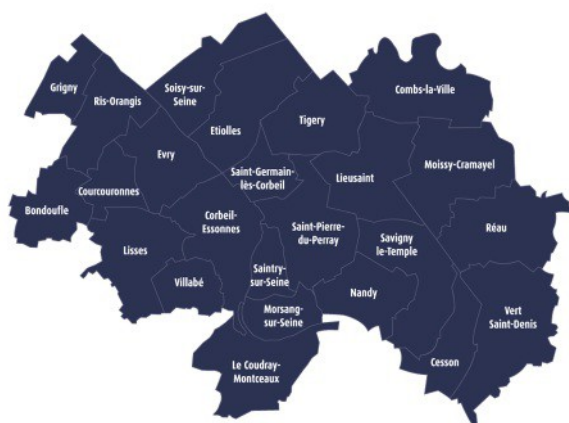 Grigny
Ris-Orangis
Soisy-sur-
Seine
Etiolles
Tigery
Combs-la-Ville
Evry
Saint-Germain-
lès-Corbeil
Lieusaint
Moissy-Cramayel
Courcouronnes
Bondoufle
Corbeil-
Essonnes
Saint-Pierre-
du-Perray
Savigny
le-Temple
Réau
Lisses
Villabé
Saintry-
sur-Seine
Nandy
Morsang-
sur-Seine
Vert
Saint-Denis
Le Coudray-
Montceaux
Cesson